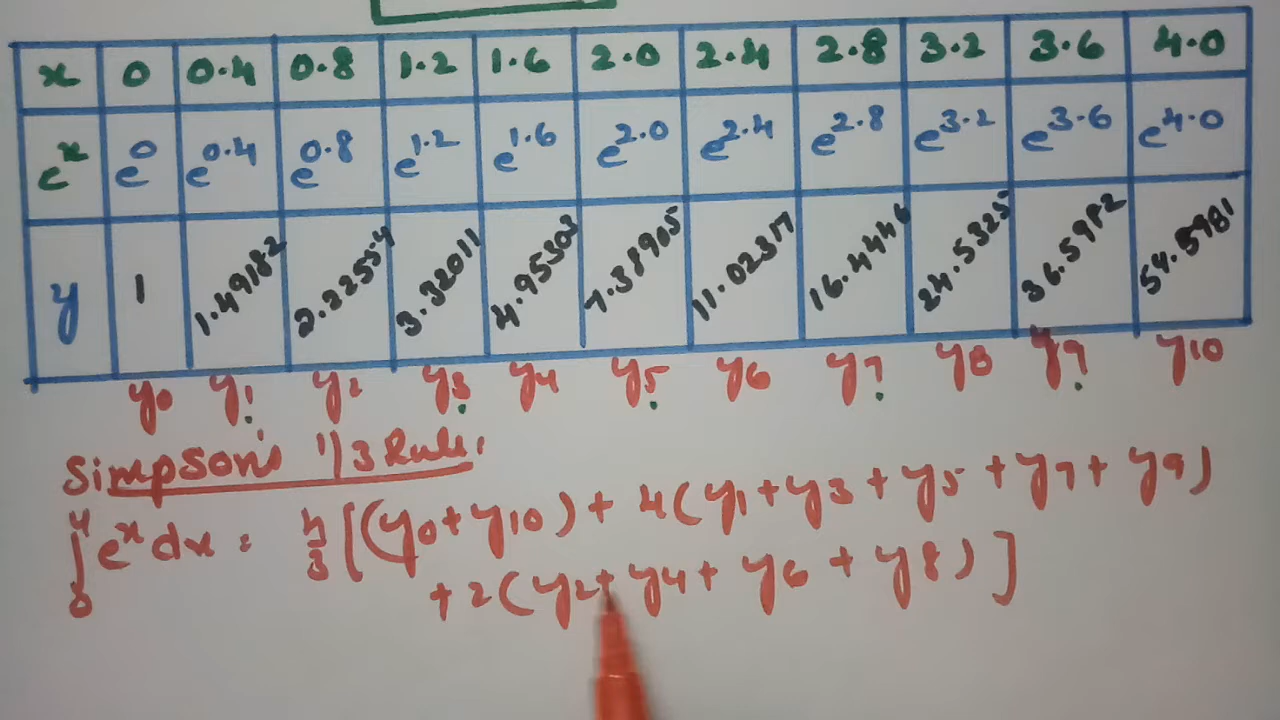 x 0 0.4 0.8 1.2 1.6 2.0 2.4 2.8 3.2 3.6 4.0
e^x e^0 e^0.4 e^0.8 e^1.2 e^1.6 e^2.0 e^2.4 e^2.8 e^3.2 e^3.6 e^4.0
y 1 1.49182 2.22554 3.32011 4.95303 7.38905 11.02317 16.4446 24.5325 36.5982 54.5981
y0 y1 y2 y3 y4 y5 y6 y7 y8 y9 y10
Simpson's 1/3 Rule:
∫_0^4 e^x dx = h/3 [(y0+y10) + 4(y1+y3+y5+y7+y9)
+2(y2+y4+y6+y8)]